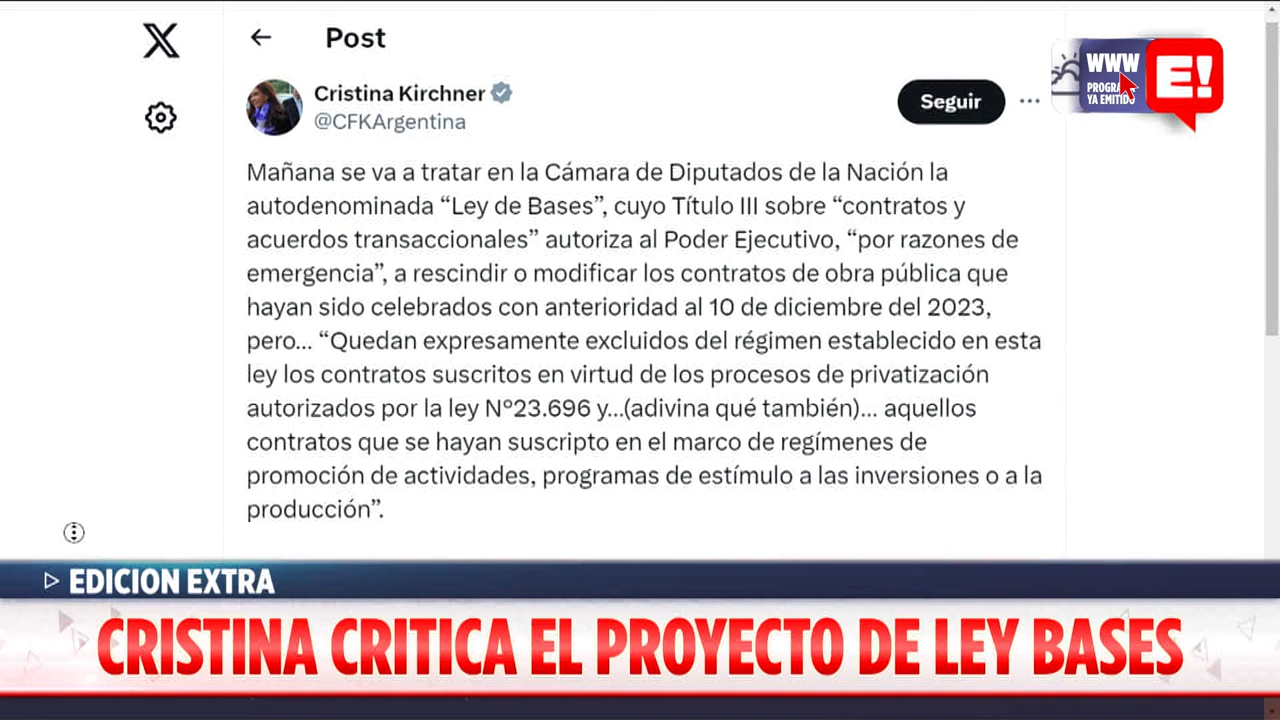 Post
Cristina Kirchner
@CFKArgentina
Seguir
Mañana se va a tratar en la Cámara de Diputados de la Nación la
autodenominada “Ley de Bases”, cuyo Título III sobre “contratos y
acuerdos transaccionales” autoriza al Poder Ejecutivo, “por razones de
emergencia”, a rescindir o modificar los contratos de obra pública que
hayan sido celebrados con anterioridad al 10 de diciembre del 2023,
pero... “Quedan expresamente excluidos del régimen establecido en esta
ley los contratos suscritos en virtud de los procesos de privatización
autorizados por la ley Nº23.696 y...(adivina qué también)... aquellos
contratos que se hayan suscripto en el marco de regímenes de
promoción de actividades, programas de estímulo a las inversiones o a la
producción”.
WWW
YA EMITIDO
E!
EDICION EXTRA
CRISTINA CRITICA EL PROYECTO DE LEY BASES